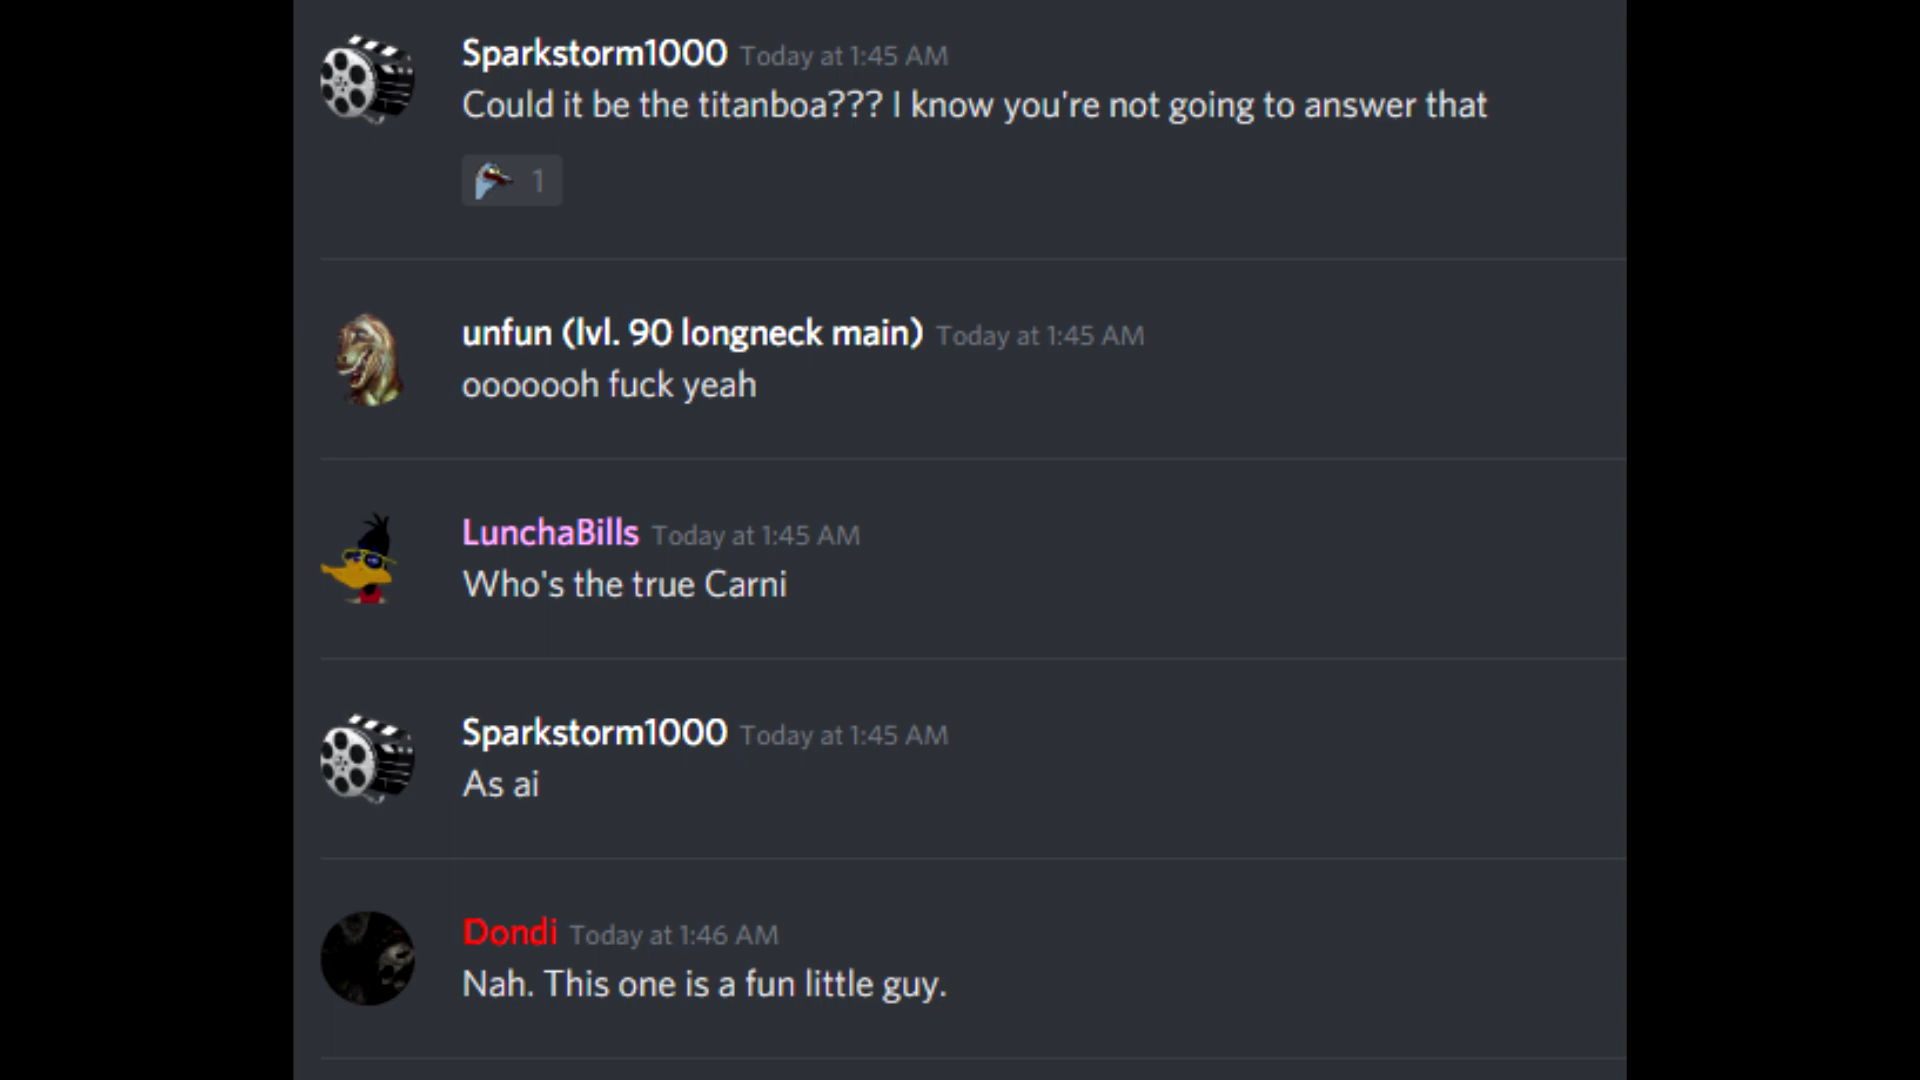 Sparkstorm1000 Today at 1:45 AM
Could it be the titanboa??? I know you're not going to answer that
1
unfun (lvl. 90 longneck main) Today at 1:45 AM
ooooooh fuck yeah
LunchaBills Today at 1:45 AM
Who's the true Carni
Sparkstorm1000 Today at 1:45 AM
As ai
Dondi Today at 1:46 AM
Nah. This one is a fun little guy.